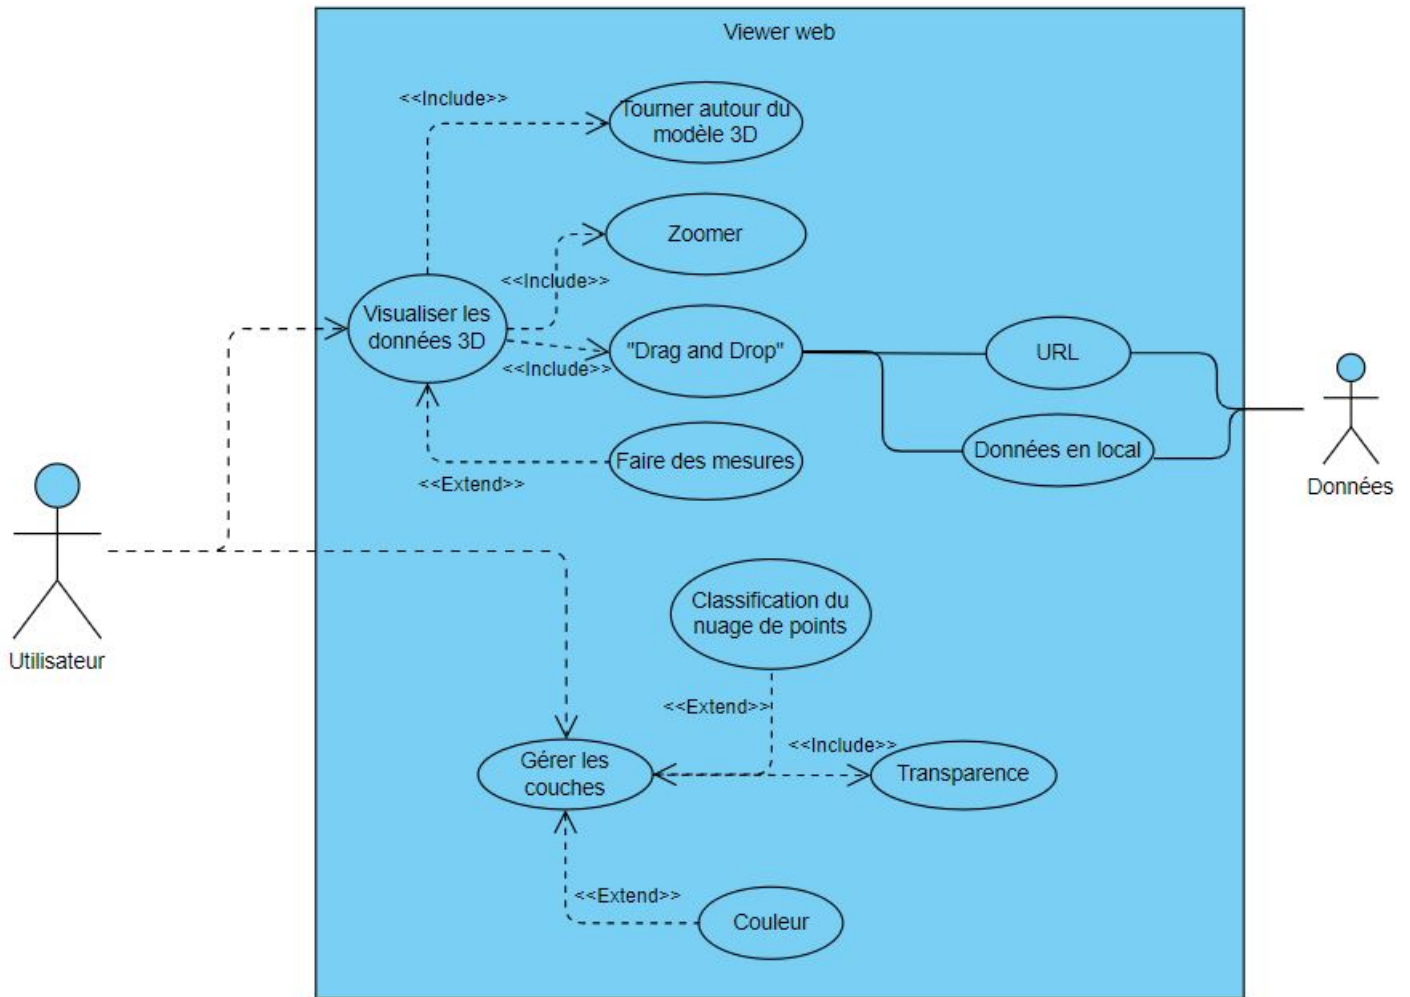 Viewer web
<<Include>>
Tourner autour du
modèle 3D
Zoomer
<<Include>>
Visualiser les
données 3D
"Drag and Drop"
<<Include>>
URL
Faire des mesures
<<Extend>>
Données en local
Données
Utilisateur
Classification du
nuage de points
<<Extend>>
<<Include>>
Gérer les
couches
Transparence
<<Extend>>
Couleur